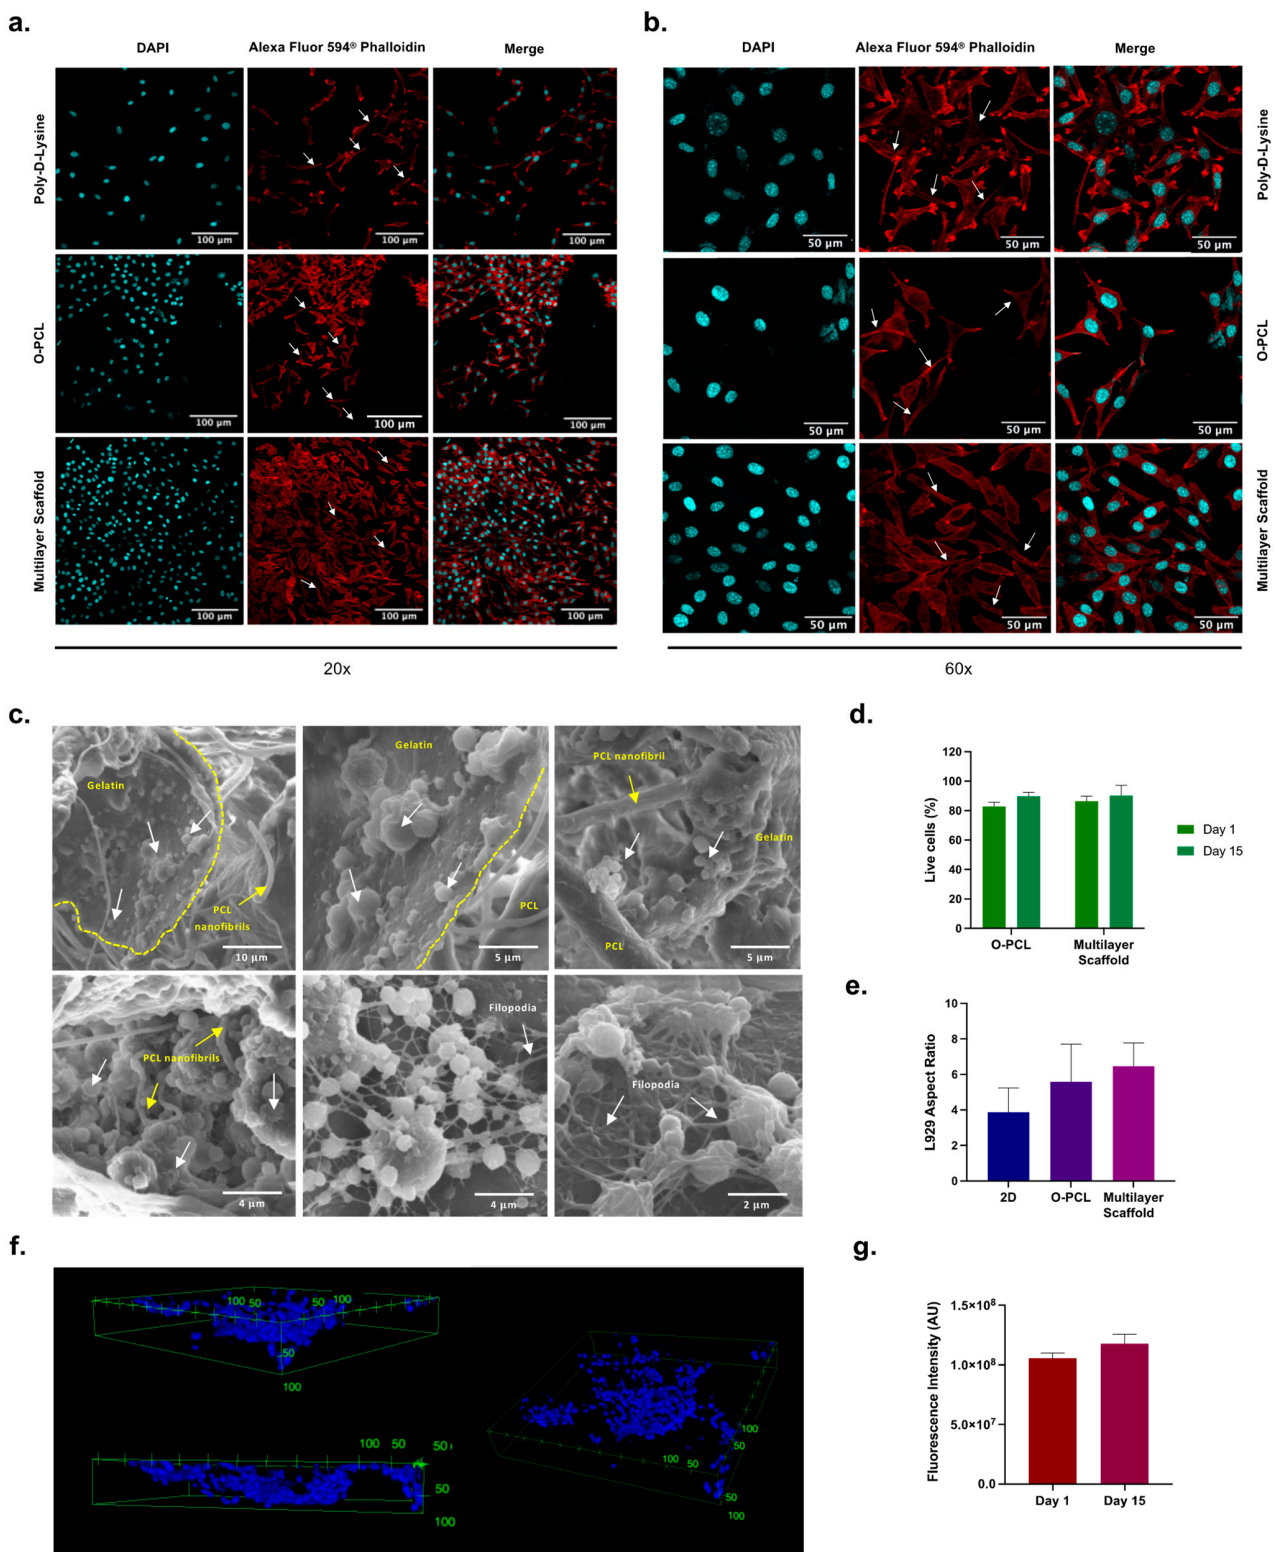 a.
DAPI
Alexa Fluor 594® Phalloidin
Merge
Poly-D-Lysine
100 µm
100 µm
100 µm
O-PCL
100 µm
100 µm
100 µm
Multilayer Scaffold
100 µm
100 µm
100 µm
20x
b.
DAPI
Alexa Fluor 594® Phalloidin
Merge
Poly-D-Lysine
50 µm
50 µm
50 µm
O-PCL
50 µm
50 µm
50 µm
Multilayer Scaffold
50 µm
50 µm
50 µm
60x
c.
Gelatin
PCL
nanofibrils
10 µm
Gelatin
PCL
5 µm
PCL nanofibril
Gelatin
PCL
5 µm
PCL nanofibrils
4 µm
Filopodia
4 µm
Filopodia
2 µm
d.
Live cells (%)
120
100
80
60
40
20
0
O-PCL
Multilayer
Scaffold
Day 1
Day 15
e.
L929 Aspect Ratio
10
8
6
4
2
0
2D
O-PCL
Multilayer
Scaffold
f.
100 50 50 100
50
100
100 50 50
50
100
100
50
100 50
50
100
g.
Fluorescence Intensity (AU)
1.5×10⁸
1.0×10⁸
5.0×10⁷
0.0
Day 1
Day 15